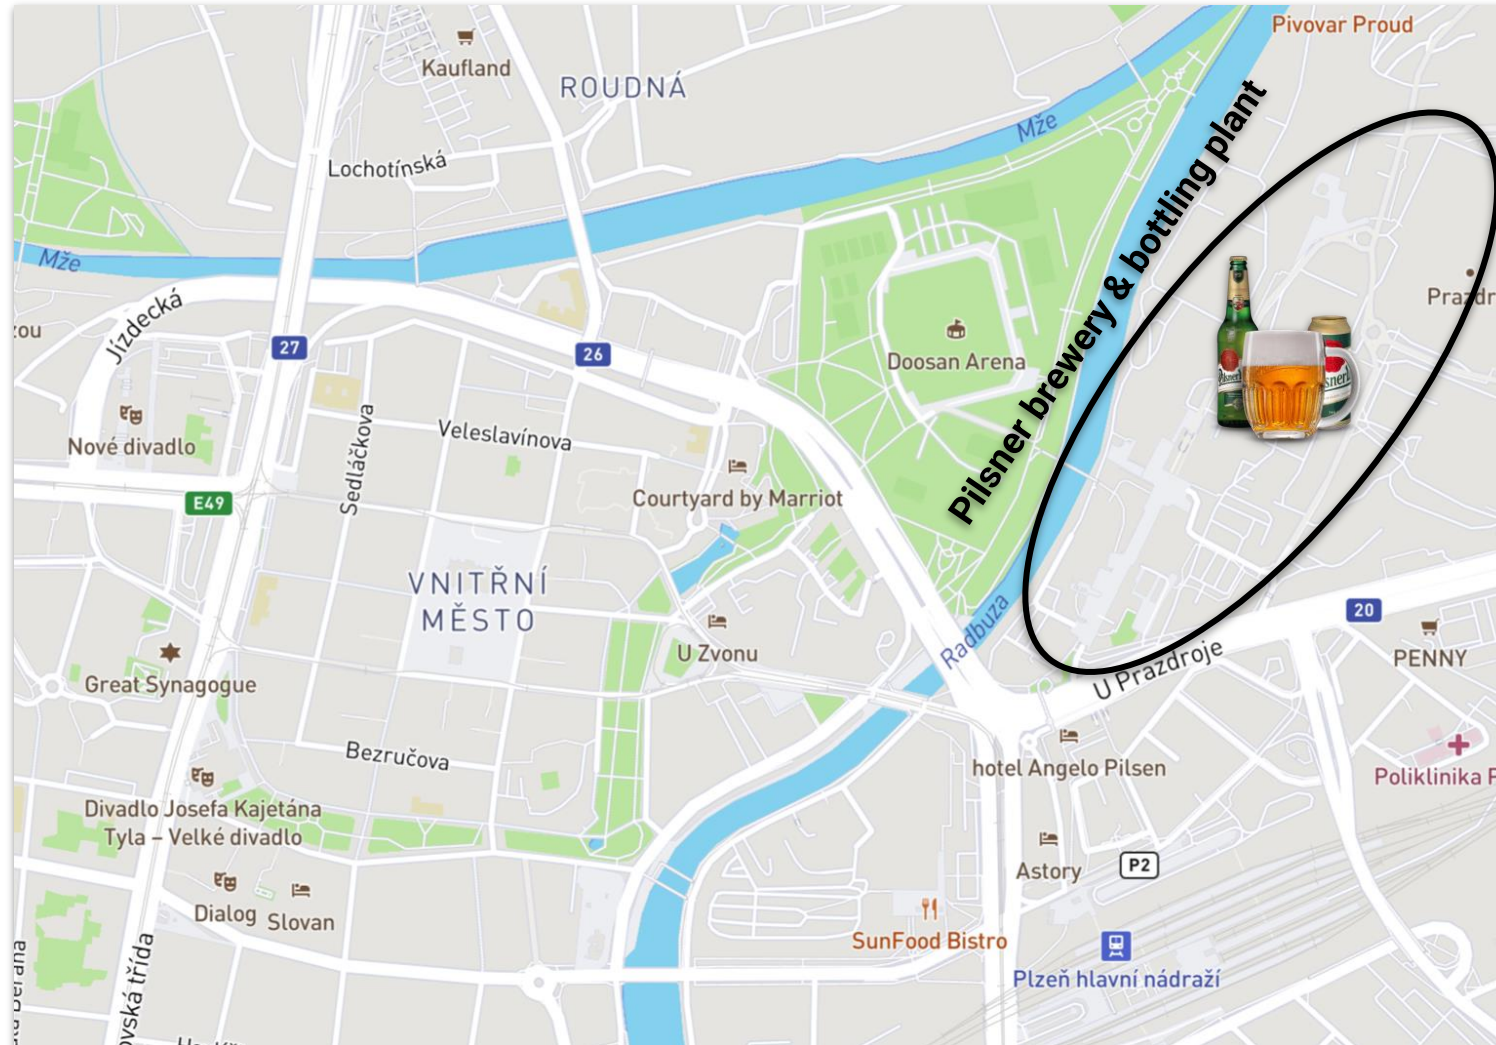 Pivovar Proud
Kaufland
ROUDNÁ
Mže
Lochotínská
Pilsner brewery & bottling plant
Mže
Jízdecká
27
26
Doosan Arena
Nové divadlo
Sedláčkova
Veleslavínova
E49
Courtyard by Marriot
VNITŘNÍ
MĚSTO
Radbuza
20
U Zvonu
PENNY
Great Synagogue
U Prazdroje
Bezručova
hotel Angelo Pilsen
Poliklinika
Divadlo Josefa Kajetána
Tyla – Velké divadlo
Astory
P2
Dialog
Slovan
SunFood Bistro
Plzeň hlavní nádraží